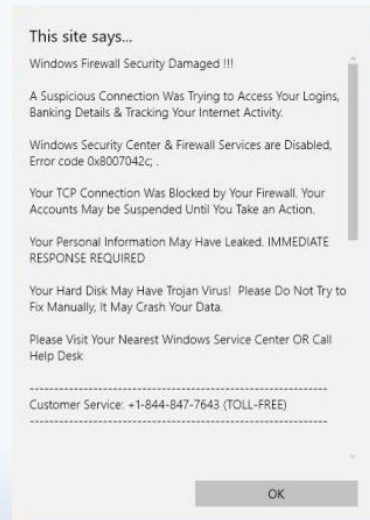 This site says...
Windows Firewall Security Damaged !!!
A Suspicious Connection Was Trying to Access Your Logins,
Banking Details & Tracking Your Internet Activity.
Windows Security Center & Firewall Services are Disabled,
Error code 0x8007042c; .
Your TCP Connection Was Blocked by Your Firewall. Your
Accounts May be Suspended Until You Take an Action.
Your Personal Information May Have Leaked. IMMEDIATE
RESPONSE REQUIRED
Your Hard Disk May Have Trojan Virus!  Please Do Not Try to
Fix Manually, It May Crash Your Data.
Please Visit Your Nearest Windows Service Center OR Call
Help Desk
------------------------------------------------------------
Customer Service: +1-844-847-7643 (TOLL-FREE)
------------------------------------------------------------
OK